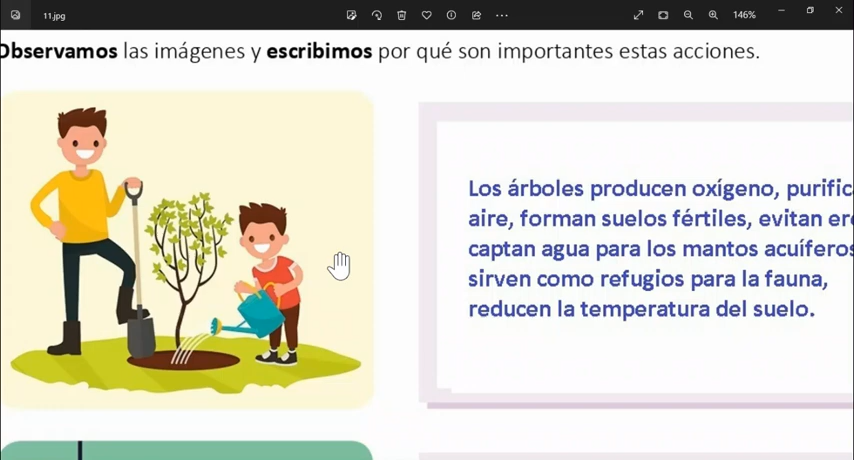 11.jpg
146%
Observamos las imágenes y escribimos por qué son importantes estas acciones.
Los árboles producen oxígeno,
aire, forman suelos fértiles, evitan
captan agua para los mantos acuíferos
sirven como refugios para la fauna,
reducen la temperatura del suelo.